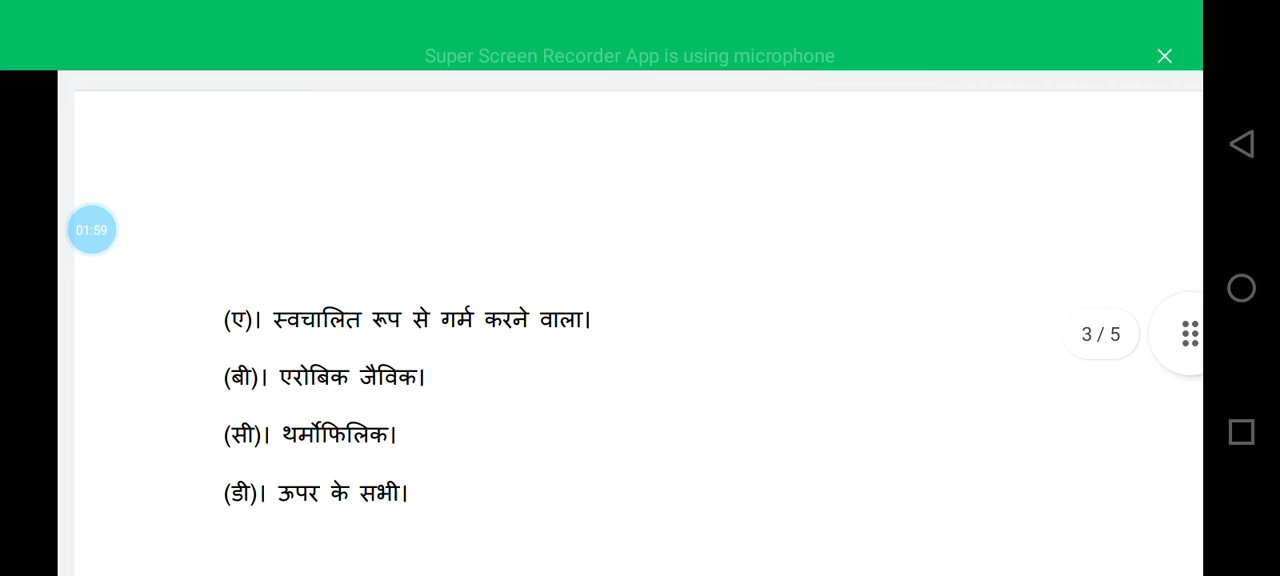 Super Screen Recorder App is using microphone
01:59
(ए)। स्वचालित रूप से गर्म करने वाला।
3 / 5
(बी)। एरोबिक जैविक।
(सी)। थर्मोफिलिक।
(डी)। ऊपर के सभी।